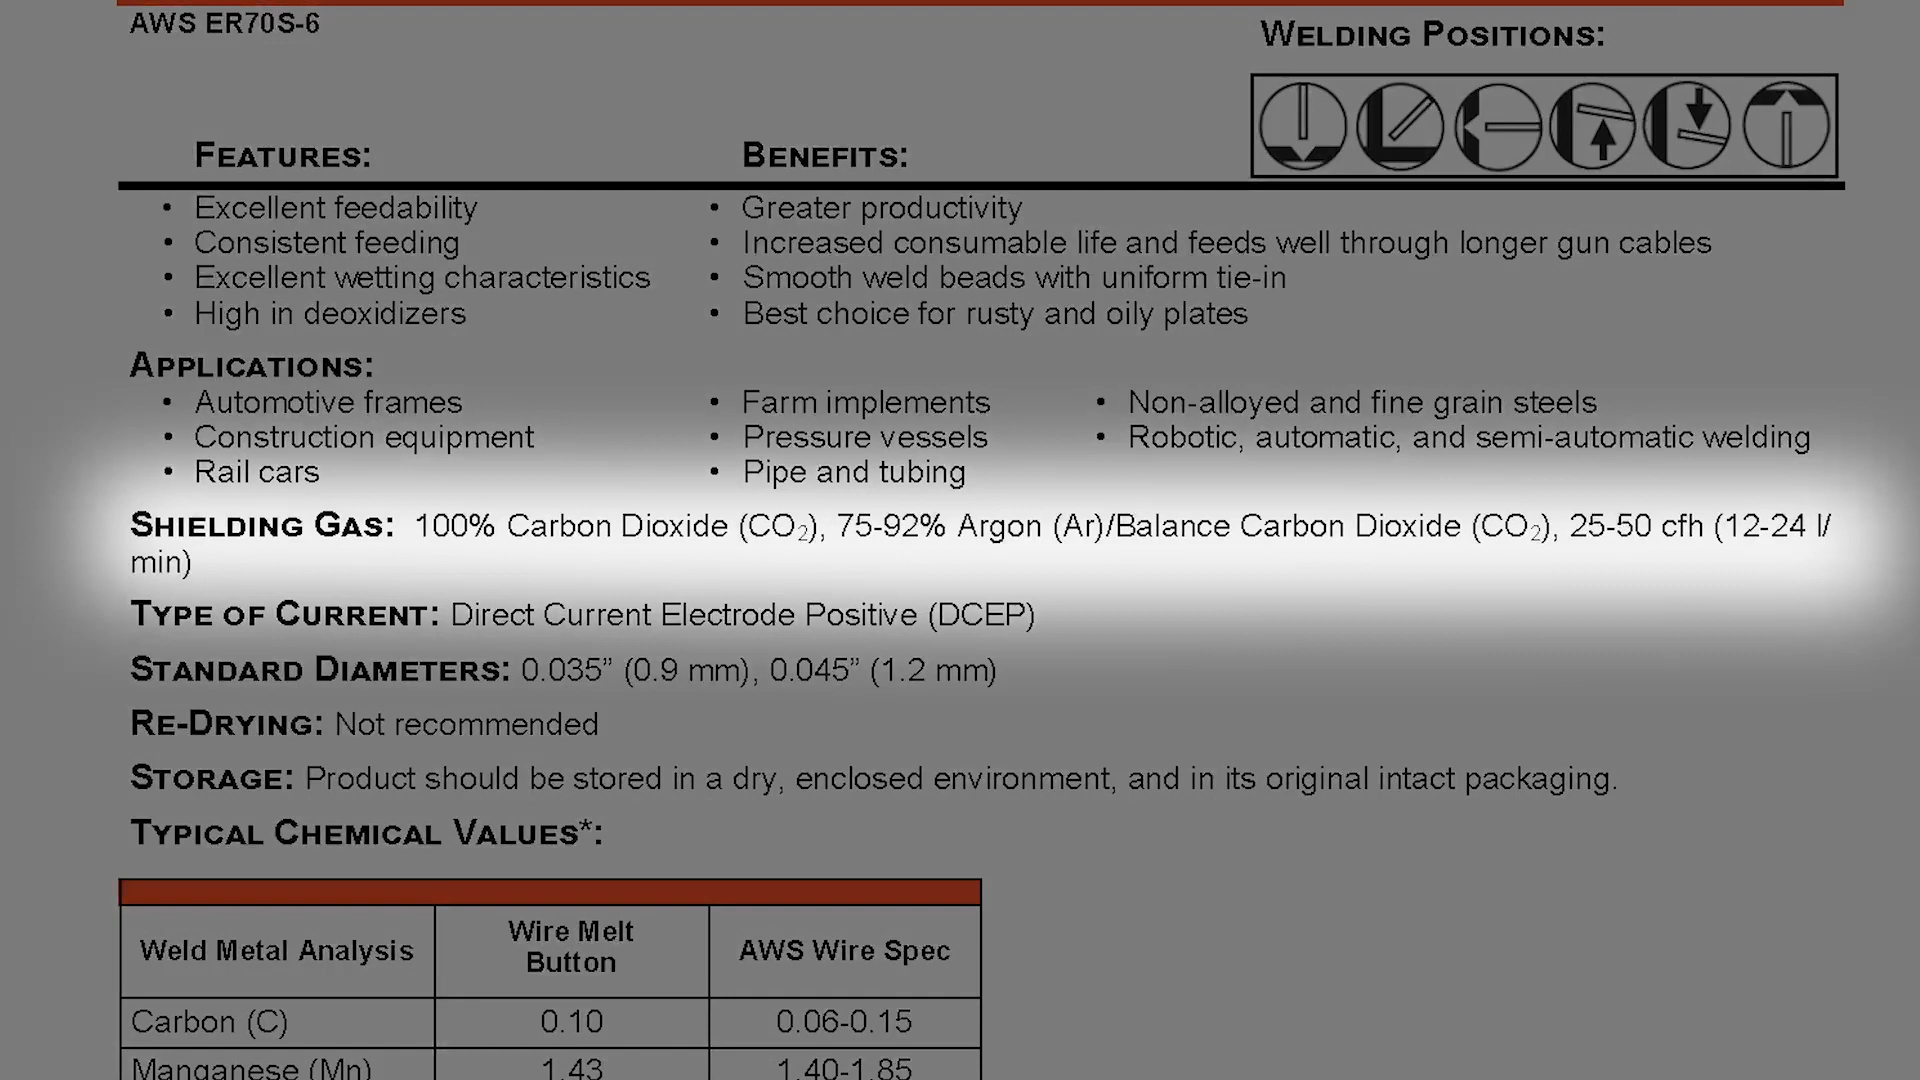 AWS ER70S-6
WELDING POSITIONS:
FEATURES:
BENEFITS:
• Excellent feedability
• Consistent feeding
• Excellent wetting characteristics
• High in deoxidizers
• Greater productivity
• Increased consumable life and feeds well through longer gun cables
• Smooth weld beads with uniform tie-in
• Best choice for rusty and oily plates
APPLICATIONS:
• Automotive frames
• Construction equipment
• Rail cars
• Farm implements
• Pressure vessels
• Pipe and tubing
• Non-alloyed and fine grain steels
• Robotic, automatic, and semi-automatic welding
SHIELDING GAS: 100% Carbon Dioxide (CO₂), 75-92% Argon (Ar)/Balance Carbon Dioxide (CO₂), 25-50 cfh (12-24 l/
min)
TYPE OF CURRENT: Direct Current Electrode Positive (DCEP)
STANDARD DIAMETERS: 0.035” (0.9 mm), 0.045” (1.2 mm)
RE-DRYING: Not recommended
STORAGE: Product should be stored in a dry, enclosed environment, and in its original intact packaging.
TYPICAL CHEMICAL VALUES*:
Weld Metal Analysis
Wire Melt
Button
AWS Wire Spec
Carbon (C) 0.10 0.06-0.15
Manganese (Mn) 1.43 1.40-1.85